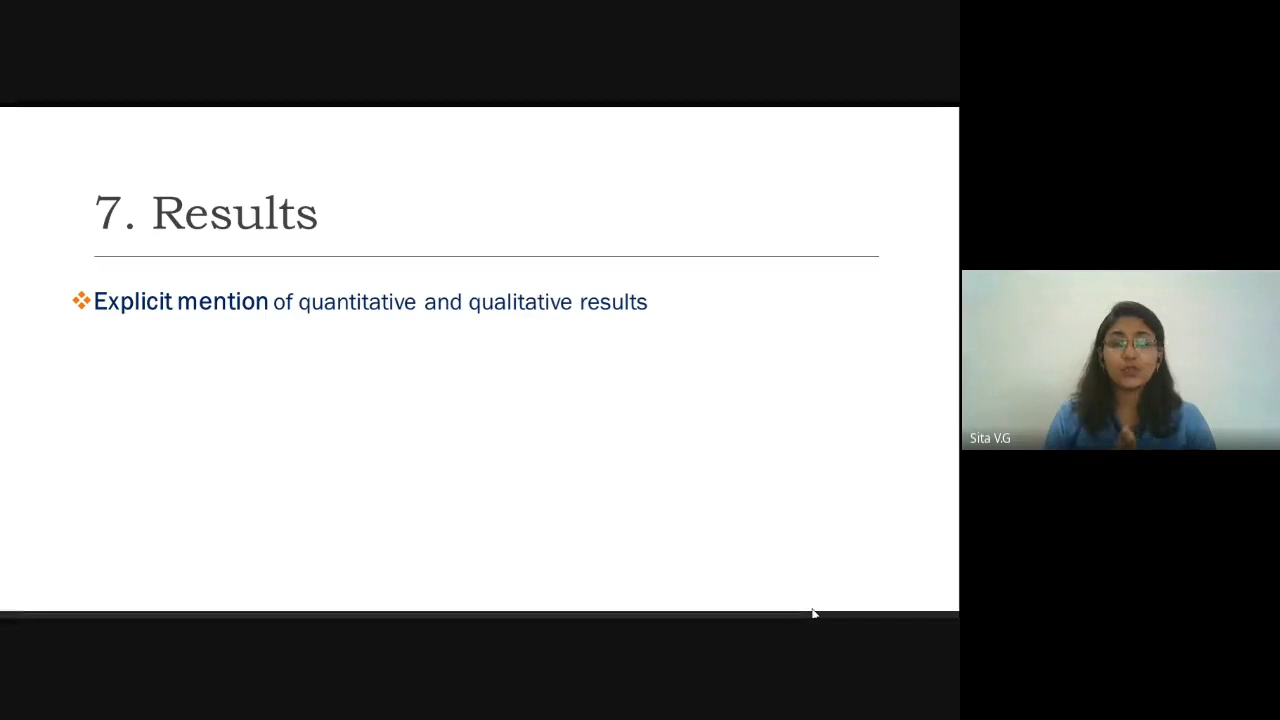 7. Results
Explicit mention of quantitative and qualitative results
Sita V.G